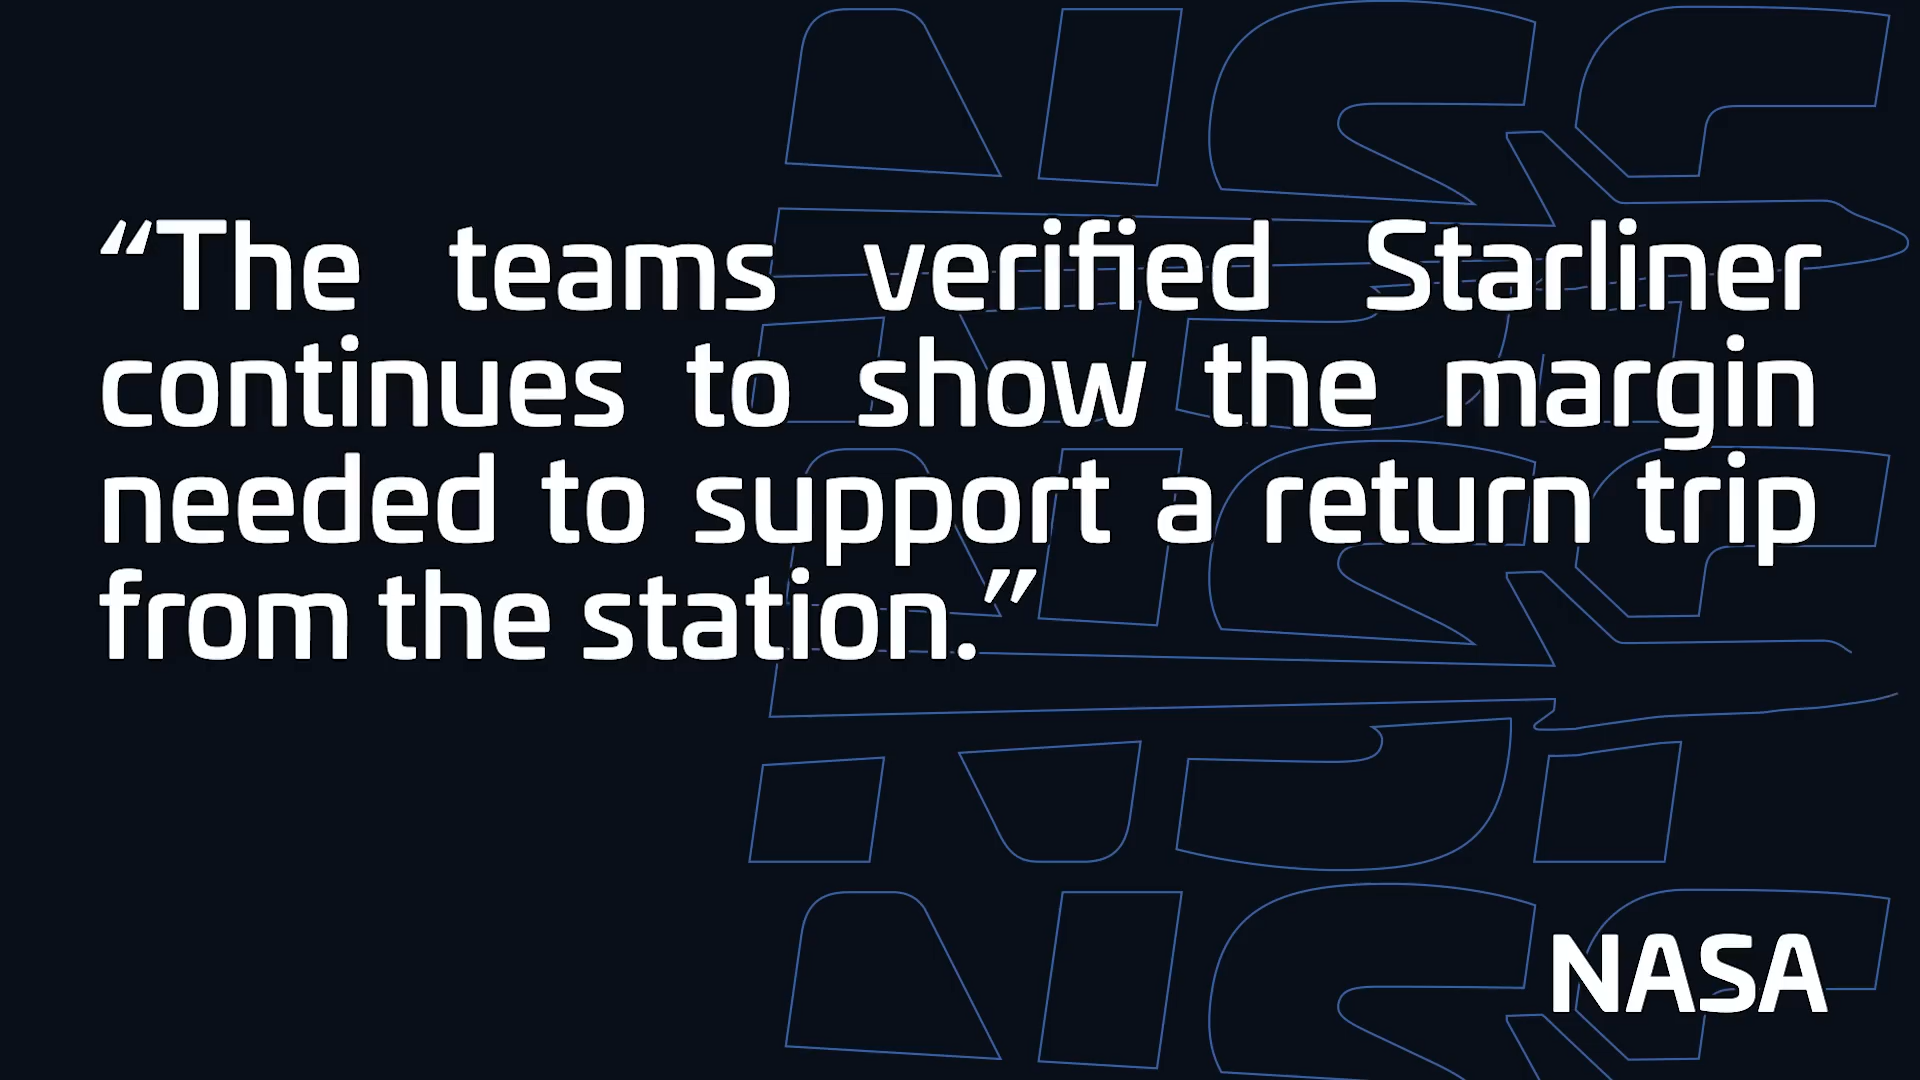 “The teams verified Starliner
continues to show the margin
needed to support a return trip
from the station.”
NASA